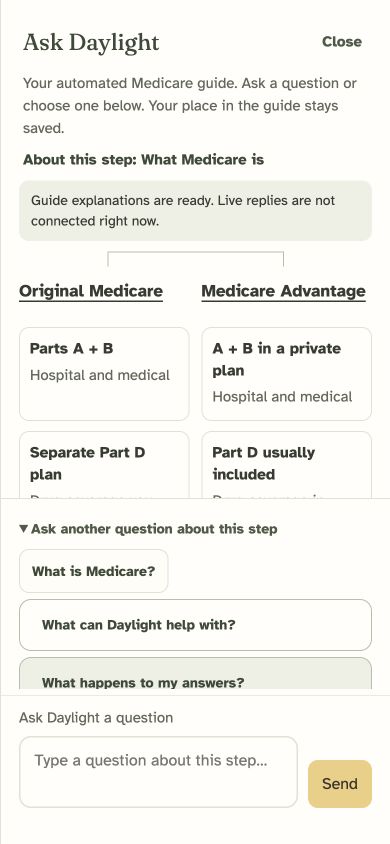 Ask Daylight
Close
Your automated Medicare guide. Ask a question or
choose one below. Your place in the guide stays
saved.
About this step: What Medicare is
Guide explanations are ready. Live replies are not
connected right now.
Original Medicare
Medicare Advantage
Parts A + B
Hospital and medical
A + B in a private
plan
Hospital and medical
Separate Part D
plan
Part D usually
included
▼Ask another question about this step
What is Medicare?
What can Daylight help with?
What happens to my answers?
Ask Daylight a question
Type a question about this step...
Send